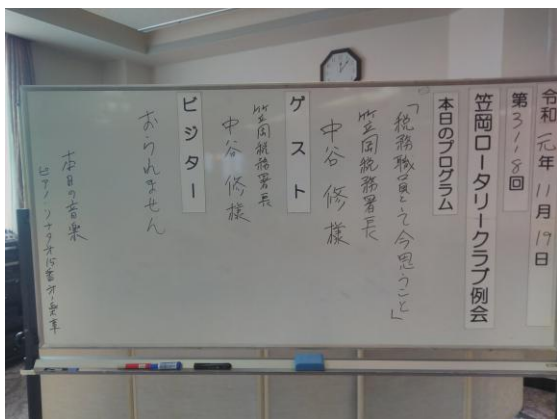 令和元年11月19日
第3118回
笠岡ロータリークラブ例会
本日のプログラム
「税務職員として今思うこと」
笠岡税務署長
中谷 修 様
ゲスト
笠岡税務署長
中谷 修 様
ビジター
おられません
本日の音楽
ピアノ・ソナタ第15番第1楽章